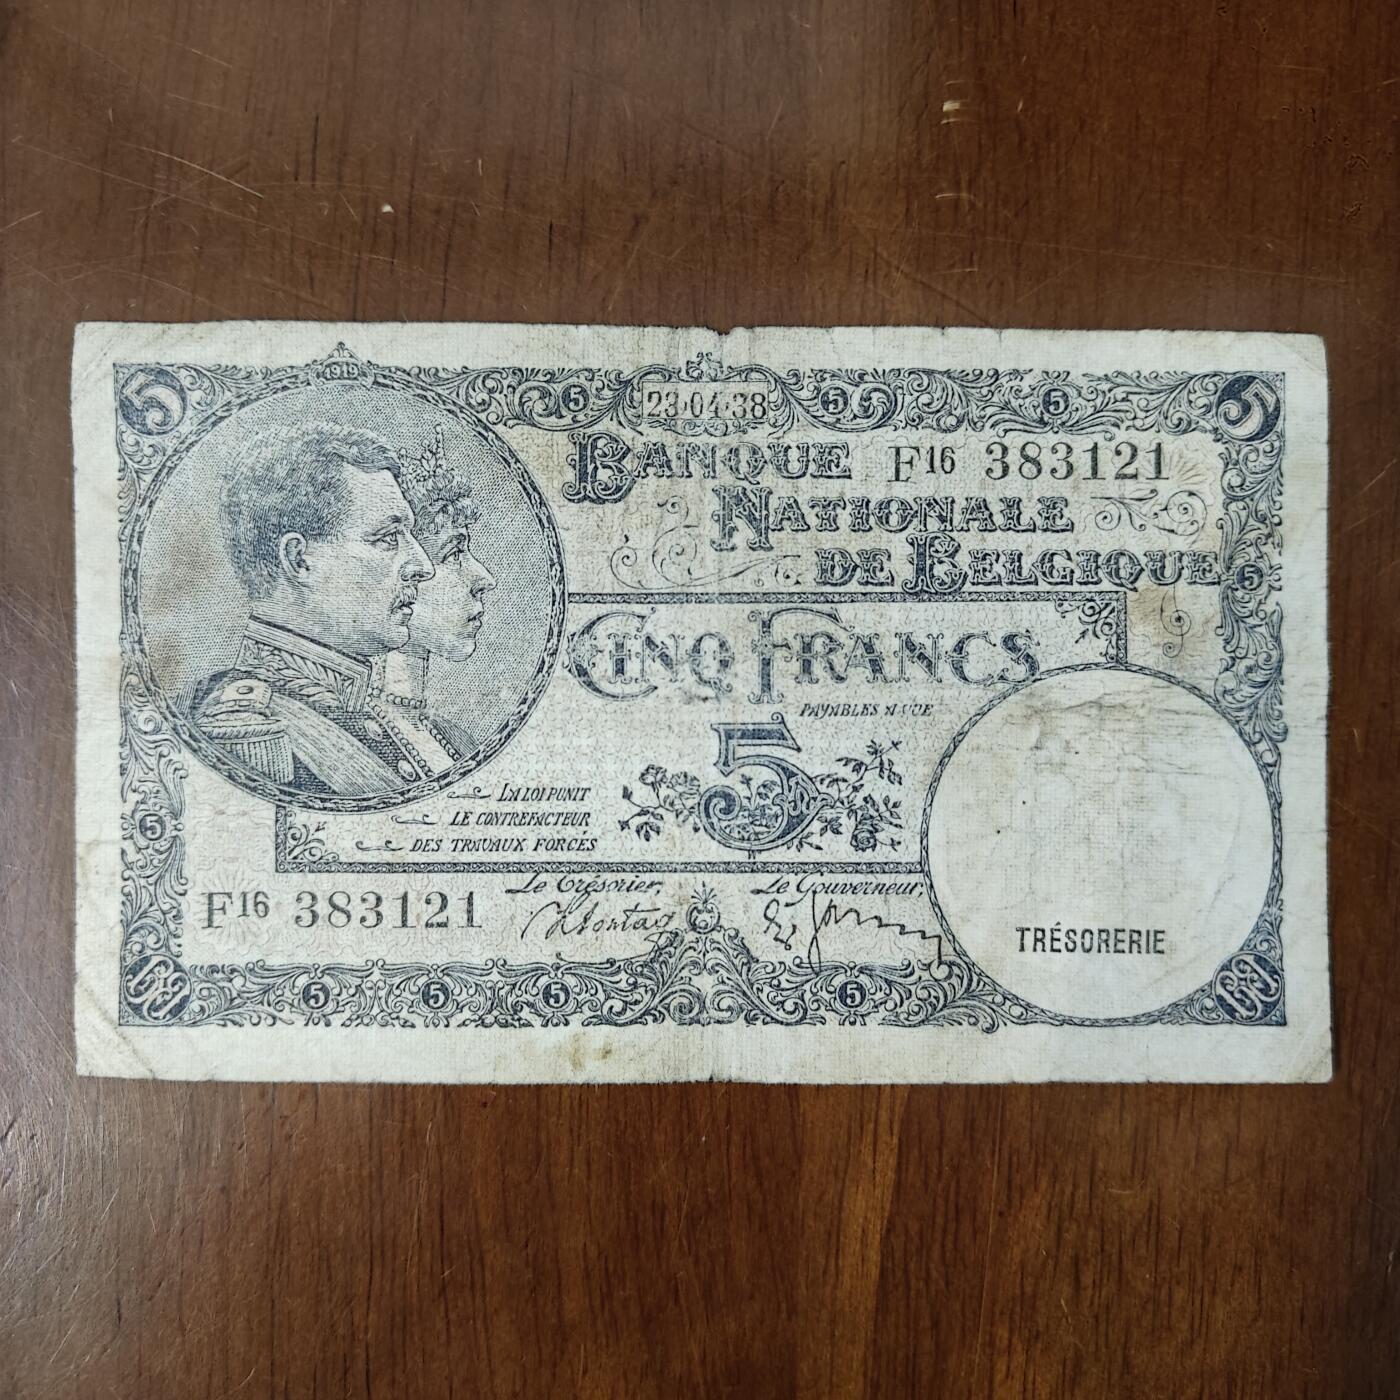 1919
5 5 5 5 5
23·04·38
BANQUE F16 383121
NATIONALE
DE BELGIQUE 5
CINQ FRANCS
PAYABLES A VUE
5
LA LOI PUNIT
LE CONTREFACTEUR
DES TRAVAUX FORCÉS
5
Le Trésorier, Le Gouverneur,
F16 383121
TRÉSORERIE
5 5 5 5